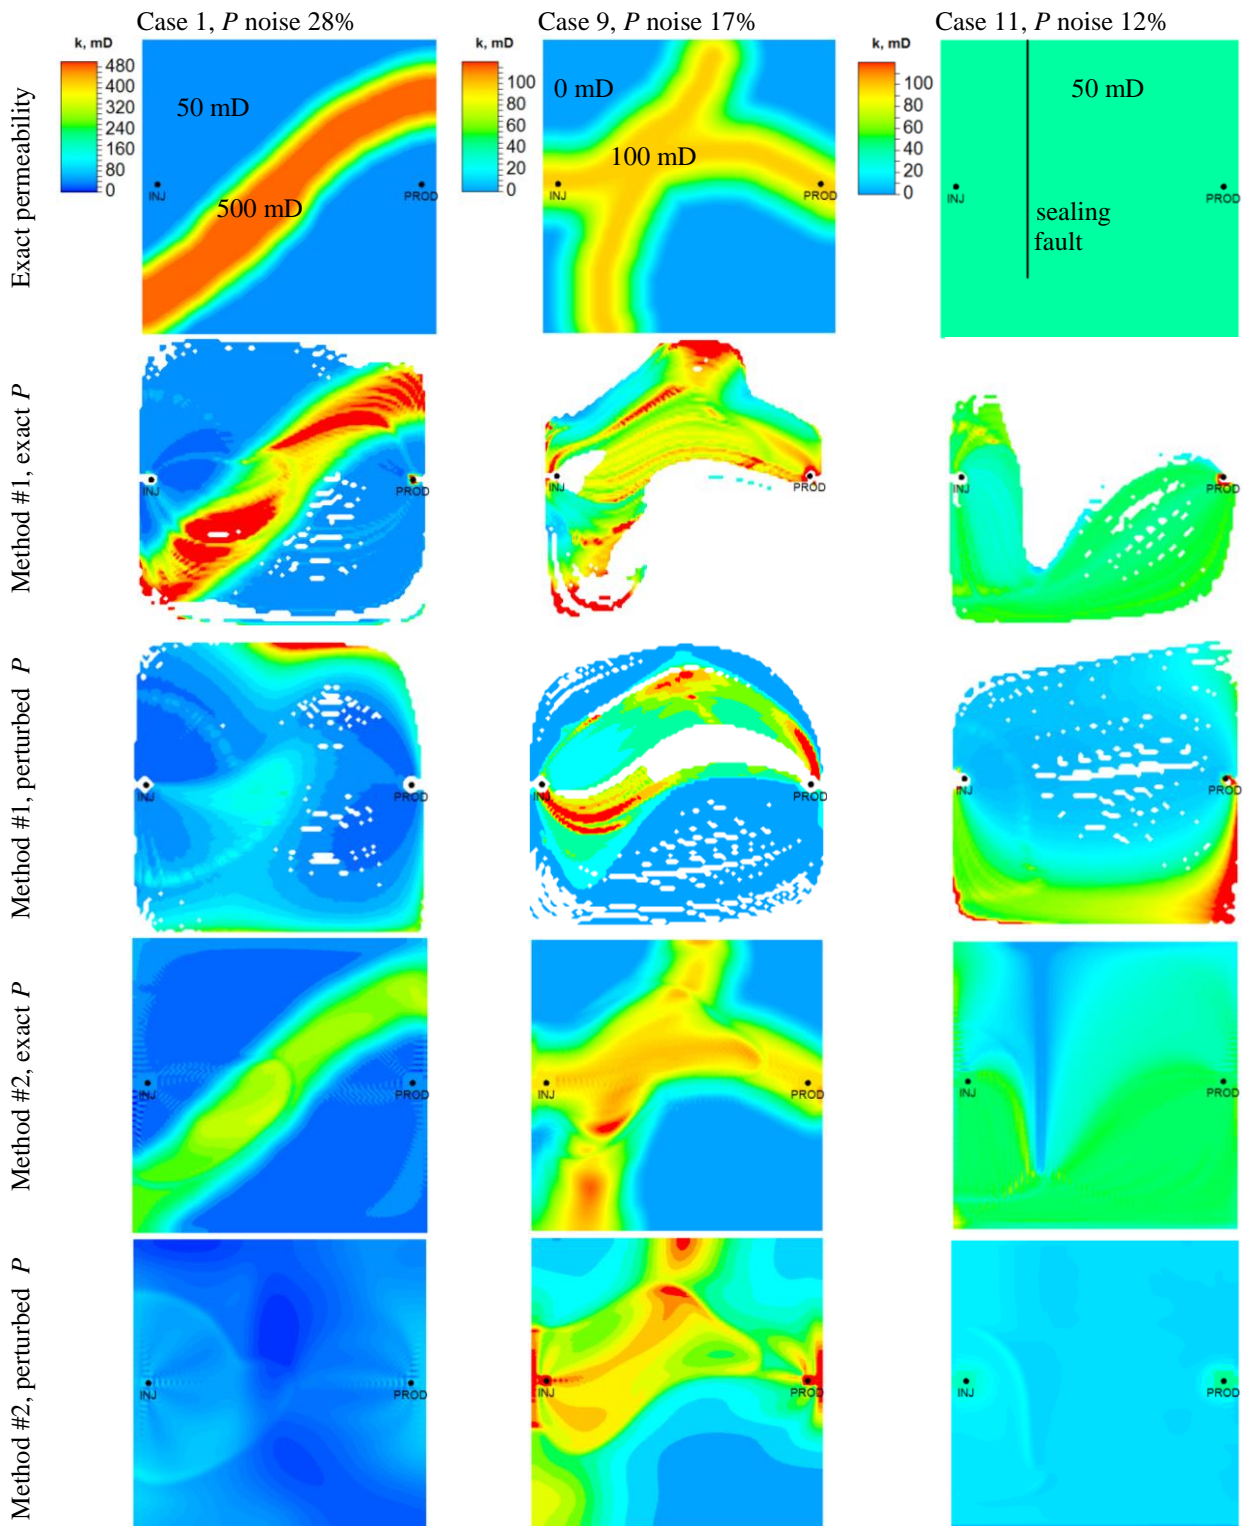 Case 1, P noise 28%
Case 9, P noise 17%
Case 11, P noise 12%
Exact permeability
k, mD
480
400
320
240
160
80
0
50 mD
500 mD
INJ
PROD
k, mD
100
80
60
40
20
0
0 mD
100 mD
INJ
PROD
k, mD
100
80
60
40
20
0
50 mD
sealing
fault
INJ
PROD
Method #1, exact P
INJ
PROD
INJ
PROD
INJ
PROD
Method #1, perturbed P
INJ
PROD
INJ
PROD
INJ
PROD
Method #2, exact P
INJ
PROD
INJ
PROD
INJ
PROD
Method #2, perturbed P
INJ
PROD
INJ
PROD
INJ
PROD